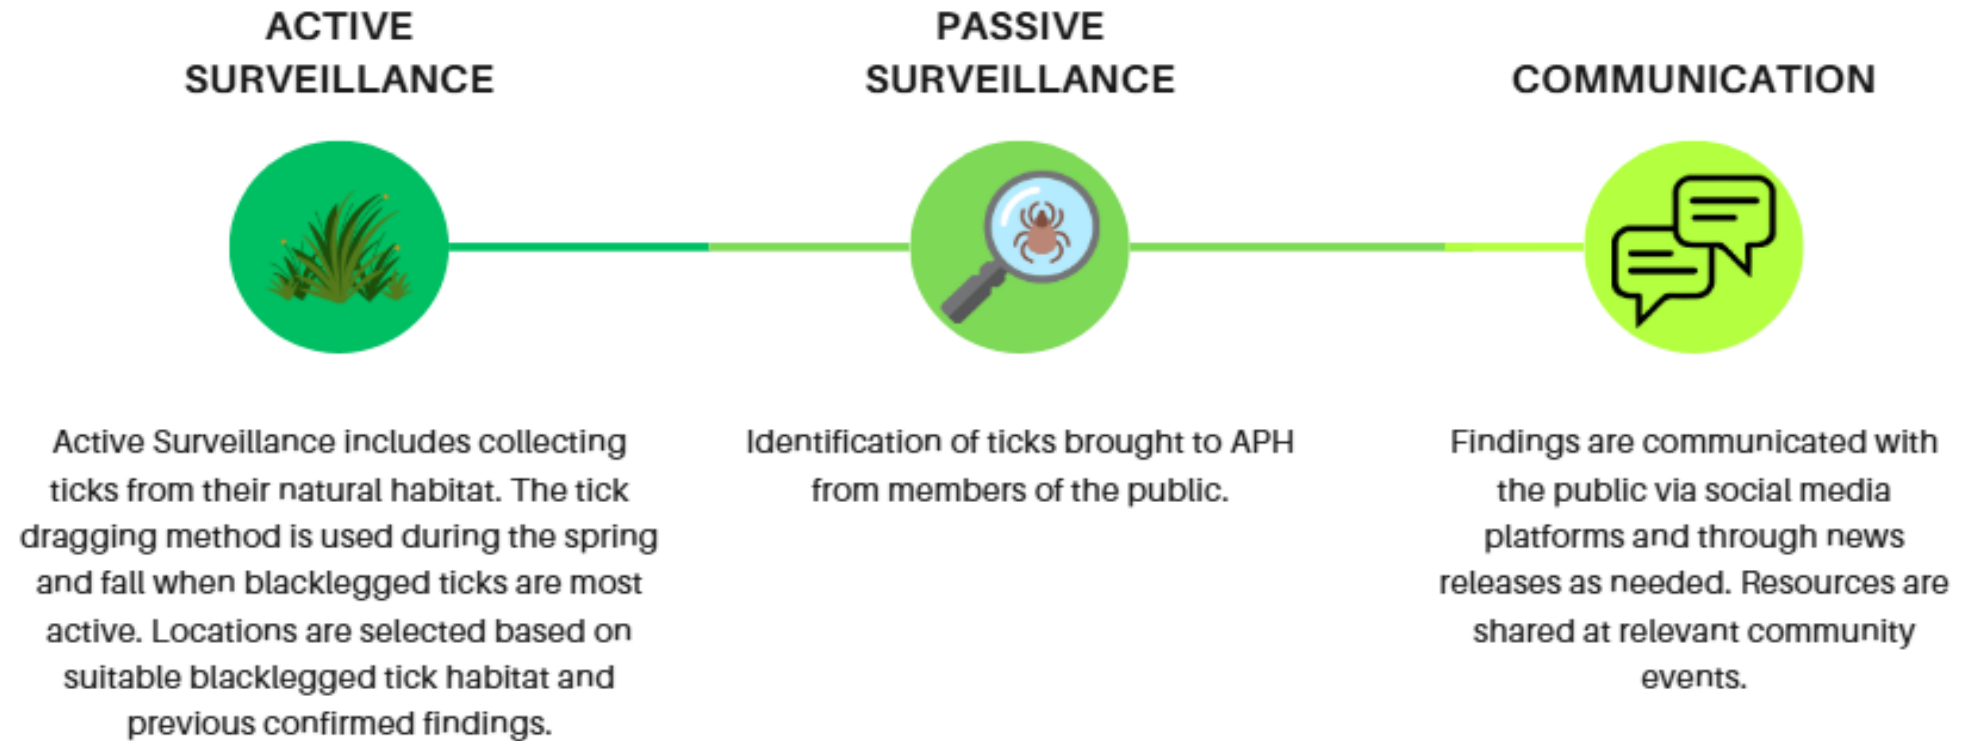 ACTIVE
SURVEILLANCE
Active Surveillance includes collecting
ticks from their natural habitat. The tick
dragging method is used during the spring
and fall when blacklegged ticks are most
active. Locations are selected based on
suitable blacklegged tick habitat and
previous confirmed findings.
PASSIVE
SURVEILLANCE
Identification of ticks brought to APH
from members of the public.
COMMUNICATION
Findings are communicated with
the public via social media
platforms and through news
releases as needed. Resources are
shared at relevant community
events.